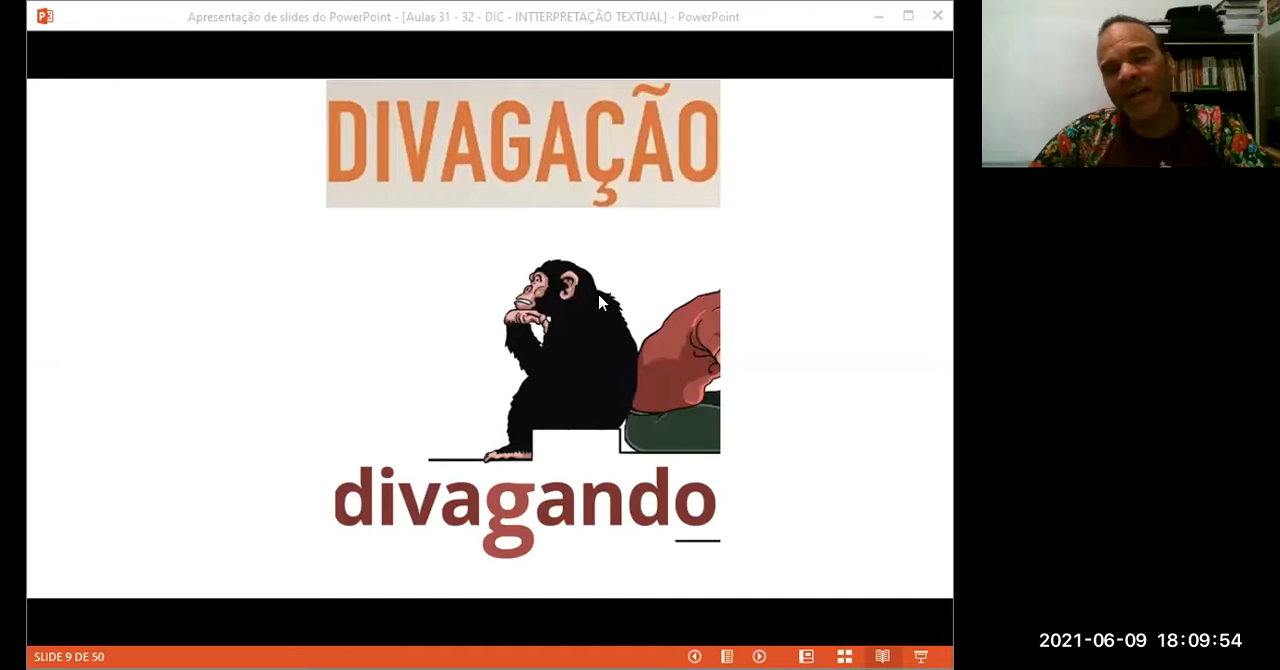 Apresentação de slides do PowerPoint - [Aulas 31 - 32 - DIC - INTTERPRETAÇÃO TEXTUAL] - PowerPoint
DIVAGAÇÃO
divagando
SLIDE 9 DE 50
2021-06-09 18:09:54